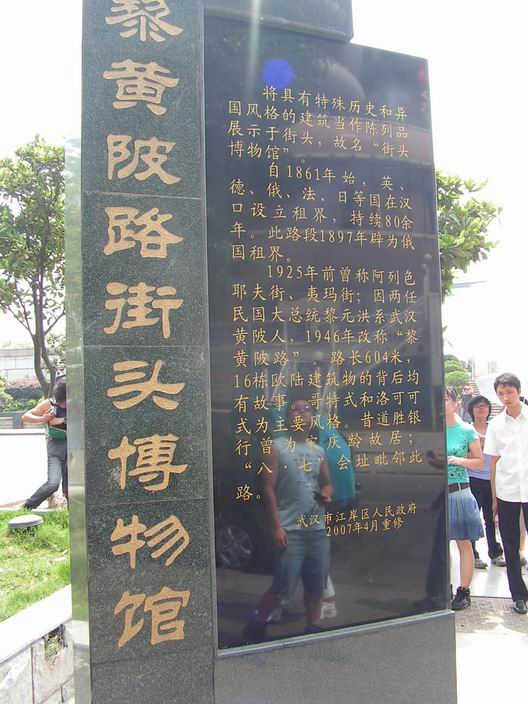 黎黄陂路街头博物馆
将具有特殊历史和异
国风格的建筑当作陈列品
展示于街头，故名“街头
博物馆”。
自1861年始，英、
德、俄、法、日等国在汉
口设立租界，持续80余
年。此路段1897年辟为俄
国租界。
1925年前曾称阿列色
耶夫街、夷玛街；因两任
民国大总统黎元洪系武汉
黄陂人，1946年改称“黎
黄陂路”。路长604米，
16栋欧陆建筑物的背后均
有故事。哥特式和洛可可
式为主要风格。昔道胜银
行曾为宋庆龄故居；
“八·七”会址毗邻此
路。
武汉市江岸区人民政府
2007年4月重修